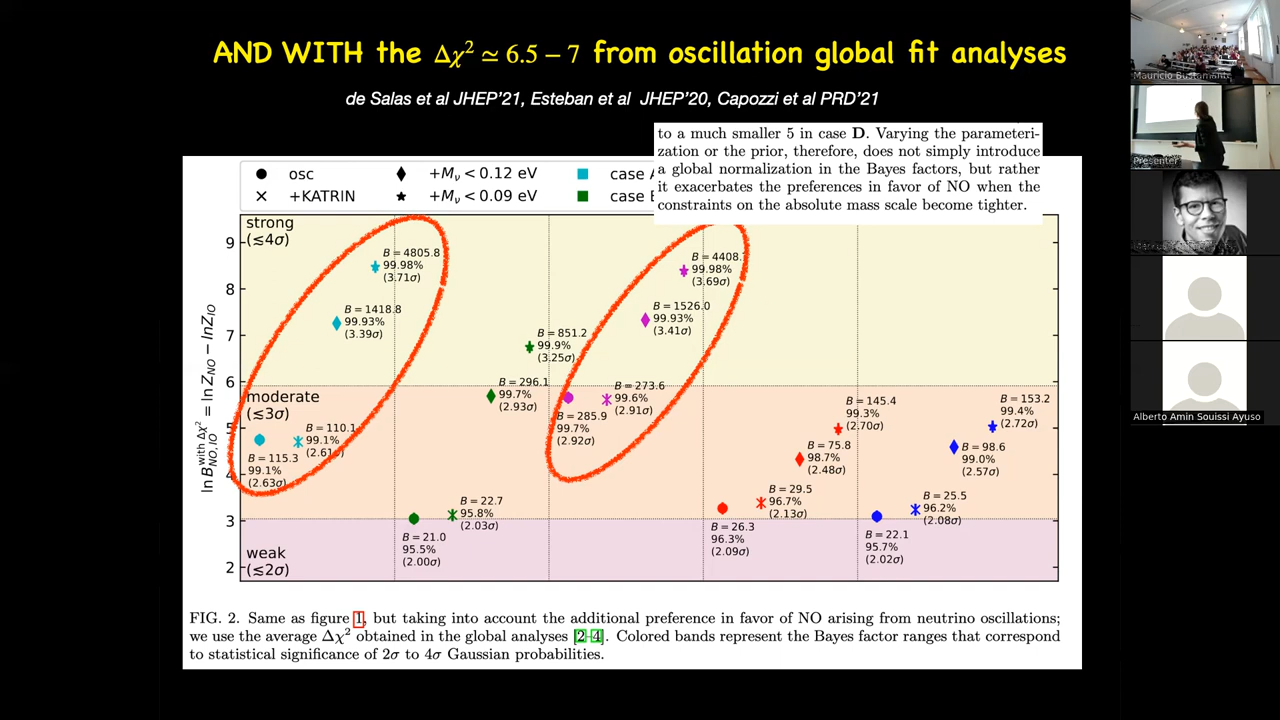 AND WITH the Δχ² ≃ 6.5 − 7 from oscillation global fit analyses
de Salas et al JHEP'21, Esteban et al JHEP'20, Capozzi et al PRD'21
to a much smaller 5 in case D. Varying the parameteri-
zation or the prior, therefore, does not simply introduce
a global normalization in the Bayes factors, but rather
it exacerbates the preferences in favor of NO when the
constraints on the absolute mass scale become tighter.
osc
+KATRIN
+Mν < 0.12 eV
+Mν < 0.09 eV
case
case
ln B^with Δχ²_NO,IO = ln Z_NO − ln Z_IO
9
8
7
6
5
4
3
2
strong
(≲4σ)
moderate
(≲3σ)
weak
(≲2σ)
B = 4805.8
99.98%
(3.71σ)
B = 1418.8
99.93%
(3.39σ)
B = 110.1
99.1%
(2.61σ)
B = 115.3
99.1%
(2.63σ)
B = 851.2
99.9%
(3.25σ)
B = 296.1
99.7%
(2.93σ)
B = 22.7
95.8%
(2.03σ)
B = 21.0
95.5%
(2.00σ)
B = 4408.
99.98%
(3.69σ)
B = 1526.0
99.93%
(3.41σ)
B = 273.6
99.6%
(2.91σ)
B = 285.9
99.7%
(2.92σ)
B = 145.4
99.3%
(2.70σ)
B = 75.8
98.7%
(2.48σ)
B = 29.5
96.7%
(2.13σ)
B = 26.3
96.3%
(2.09σ)
B = 153.2
99.4%
(2.72σ)
B = 98.6
99.0%
(2.57σ)
B = 25.5
96.2%
(2.08σ)
B = 22.1
95.7%
(2.02σ)
FIG. 2. Same as figure 1, but taking into account the additional preference in favor of NO arising from neutrino oscillations;
we use the average Δχ² obtained in the global analyses [2–4]. Colored bands represent the Bayes factor ranges that correspond
to statistical significance of 2σ to 4σ Gaussian probabilities.
Mauricio Bustamante
Presenter
Alberto Amin Souissi Ayuso